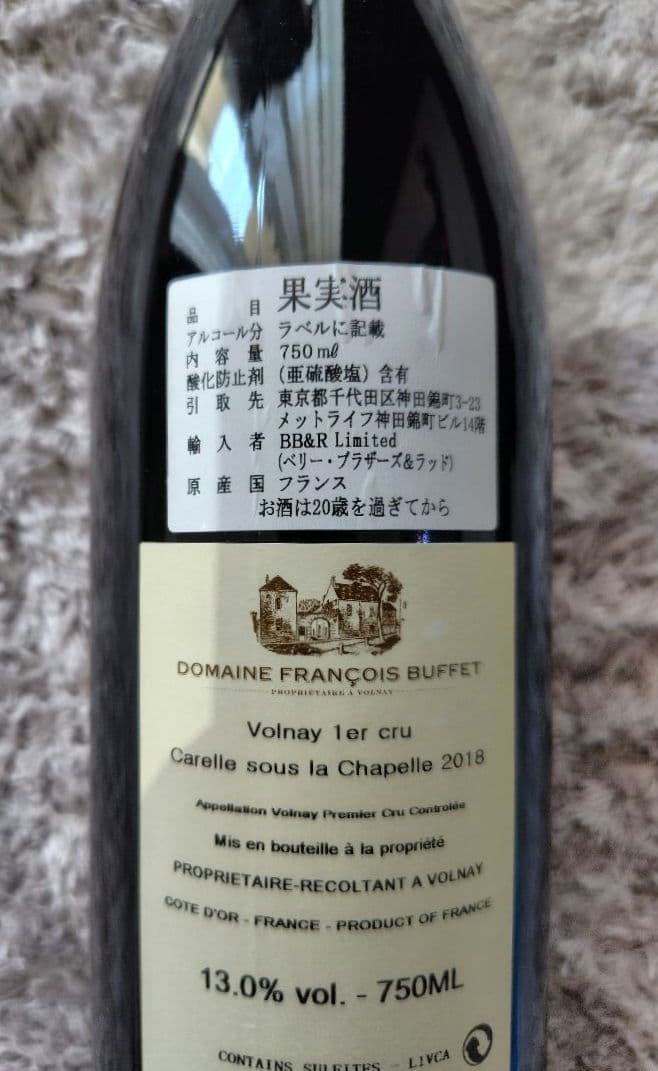 品目 果実酒
アルコール分 ラベルに記載
内容量 750㎖
酸化防止剤 (亜硫酸塩) 含有
引取先 東京都千代田区神田錦町3-23
メットライフ神田錦町ビル14階
輸入者 BB&R Limited
(ベリー・ブラザーズ&ラッド)
原産国 フランス
お酒は20歳を過ぎてから
DOMAINE FRANÇOIS BUFFET
PROPRIÉTAIRE À VOLNAY
Volnay 1er cru
Carelle sous la Chapelle 2018
Appellation Volnay Premier Cru Controlée
Mis en bouteille à la propriété
PROPRIETAIRE-RECOLTANT A VOLNAY
COTE D'OR - FRANCE - PRODUCT OF FRANCE
13.0% vol. - 750ML
CONTAINS SULFITES - L1VCA